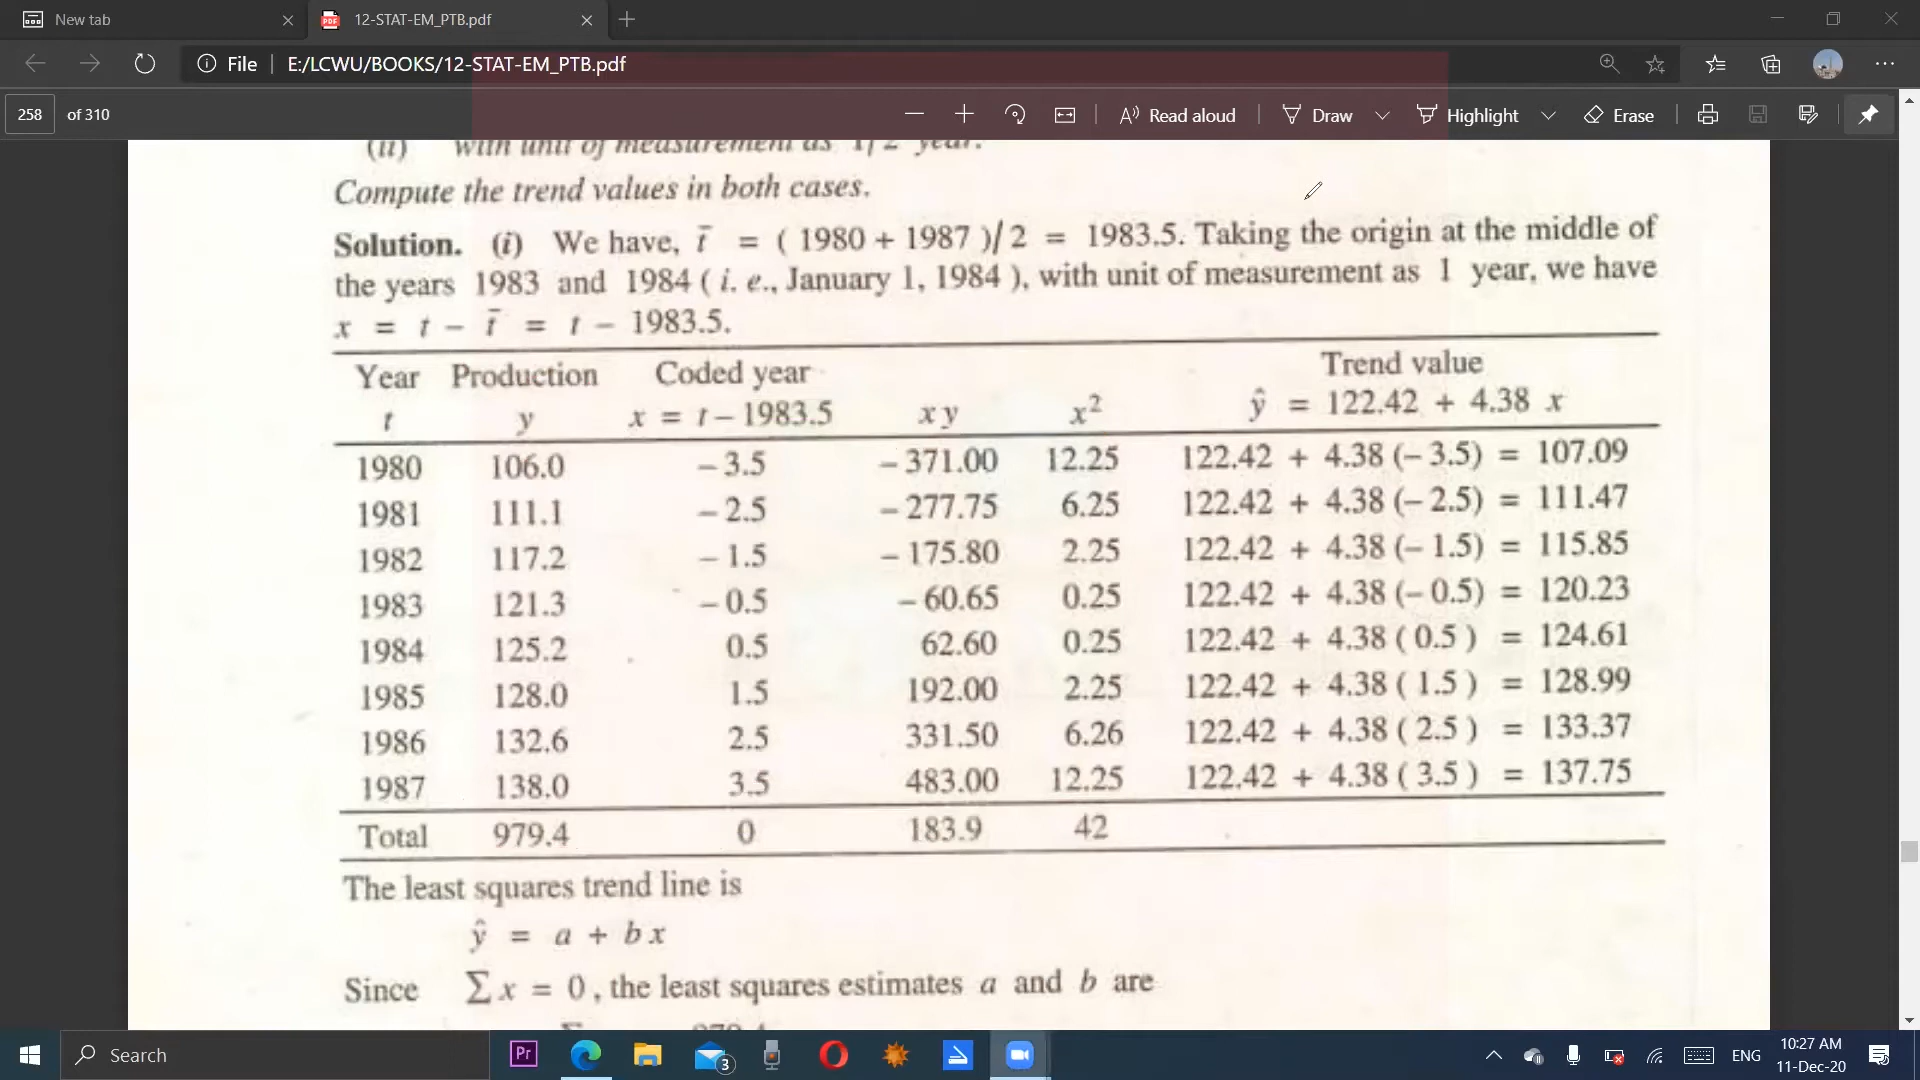 New tab
12-STAT-EM_PTB.pdf
File
E:/LCWU/BOOKS/12-STAT-EM_PTB.pdf
258 of 310
Read aloud
Draw
Highlight
Erase
(ii) with unit of measurement as 1/2 year.
Compute the trend values in both cases.
Solution. (i) We have, t̄ = ( 1980 + 1987 )/ 2 = 1983.5. Taking the origin at the middle of
the years 1983 and 1984 ( i. e., January 1, 1984 ), with unit of measurement as 1 year, we have
x = t − t̄ = t − 1983.5.
Year Production Coded year Trend value
t y x = t − 1983.5 x y x² ŷ = 122.42 + 4.38 x
1980 106.0 − 3.5 − 371.00 12.25 122.42 + 4.38 (− 3.5) = 107.09
1981 111.1 − 2.5 − 277.75 6.25 122.42 + 4.38 (− 2.5) = 111.47
1982 117.2 − 1.5 − 175.80 2.25 122.42 + 4.38 (− 1.5) = 115.85
1983 121.3 − 0.5 − 60.65 0.25 122.42 + 4.38 (− 0.5) = 120.23
1984 125.2 0.5 62.60 0.25 122.42 + 4.38 ( 0.5 ) = 124.61
1985 128.0 1.5 192.00 2.25 122.42 + 4.38 ( 1.5 ) = 128.99
1986 132.6 2.5 331.50 6.26 122.42 + 4.38 ( 2.5 ) = 133.37
1987 138.0 3.5 483.00 12.25 122.42 + 4.38 ( 3.5 ) = 137.75
Total 979.4 0 183.9 42
The least squares trend line is
ŷ = a + b x
Since ∑ x = 0 , the least squares estimates a and b are
Search
Pr
3
ENG
10:27 AM
11-Dec-20